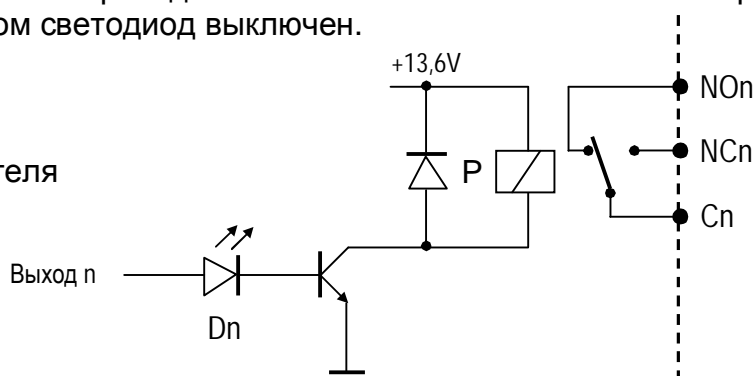 ом светодиод выключен.
+13,6V
NOn
NCn
теля
P
Cn
Выход n
Dn